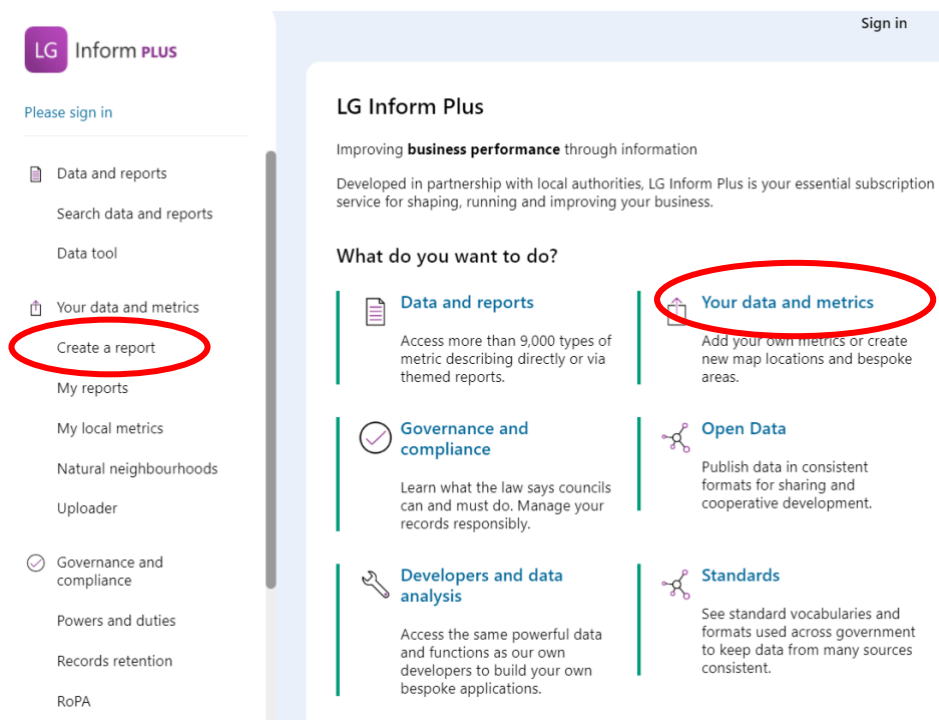 Sign in
LG Inform PLUS
Please sign in
Data and reports
Search data and reports
Data tool
Your data and metrics
Create a report
My reports
My local metrics
Natural neighbourhoods
Uploader
Governance and
compliance
Powers and duties
Records retention
RoPA
LG Inform Plus
Improving business performance through information
Developed in partnership with local authorities, LG Inform Plus is your essential subscription
service for shaping, running and improving your business.
What do you want to do?
Data and reports
Access more than 9,000 types of
metric describing directly or via
themed reports.
Your data and metrics
Add your own metrics or create
new map locations and bespoke
areas.
Governance and
compliance
Learn what the law says councils
can and must do. Manage your
records responsibly.
Open Data
Publish data in consistent
formats for sharing and
cooperative development.
Developers and data
analysis
Access the same powerful data
and functions as our own
developers to build your own
bespoke applications.
Standards
See standard vocabularies and
formats used across government
to keep data from many sources
consistent.